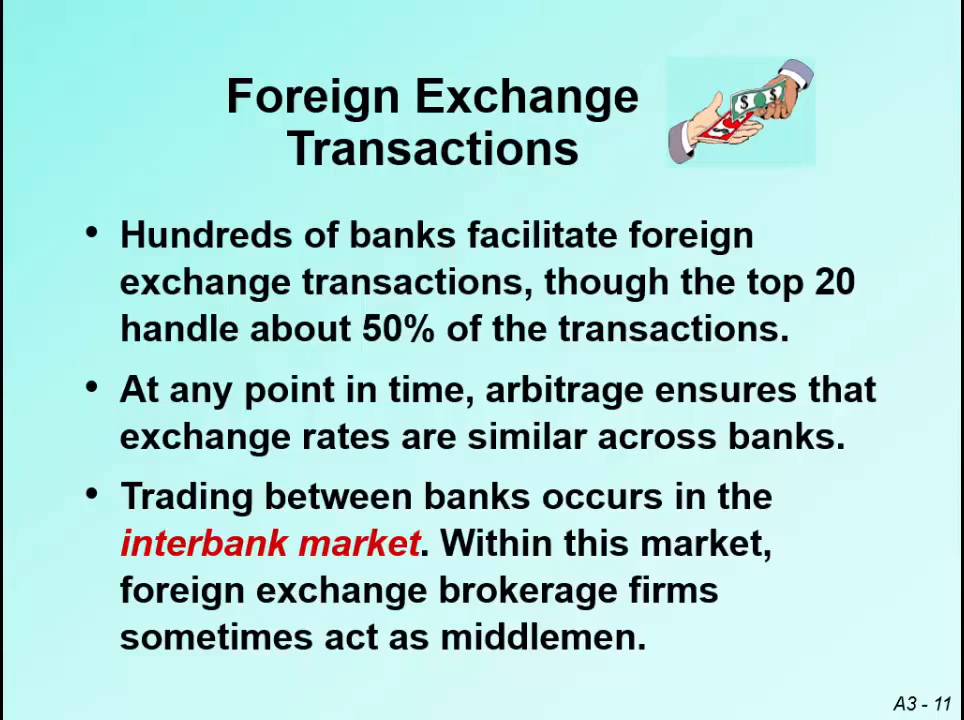 Foreign Exchange
Transactions
$ $
• Hundreds of banks facilitate foreign
exchange transactions, though the top 20
handle about 50% of the transactions.
• At any point in time, arbitrage ensures that
exchange rates are similar across banks.
• Trading between banks occurs in the
interbank market. Within this market,
foreign exchange brokerage firms
sometimes act as middlemen.
A3 - 11